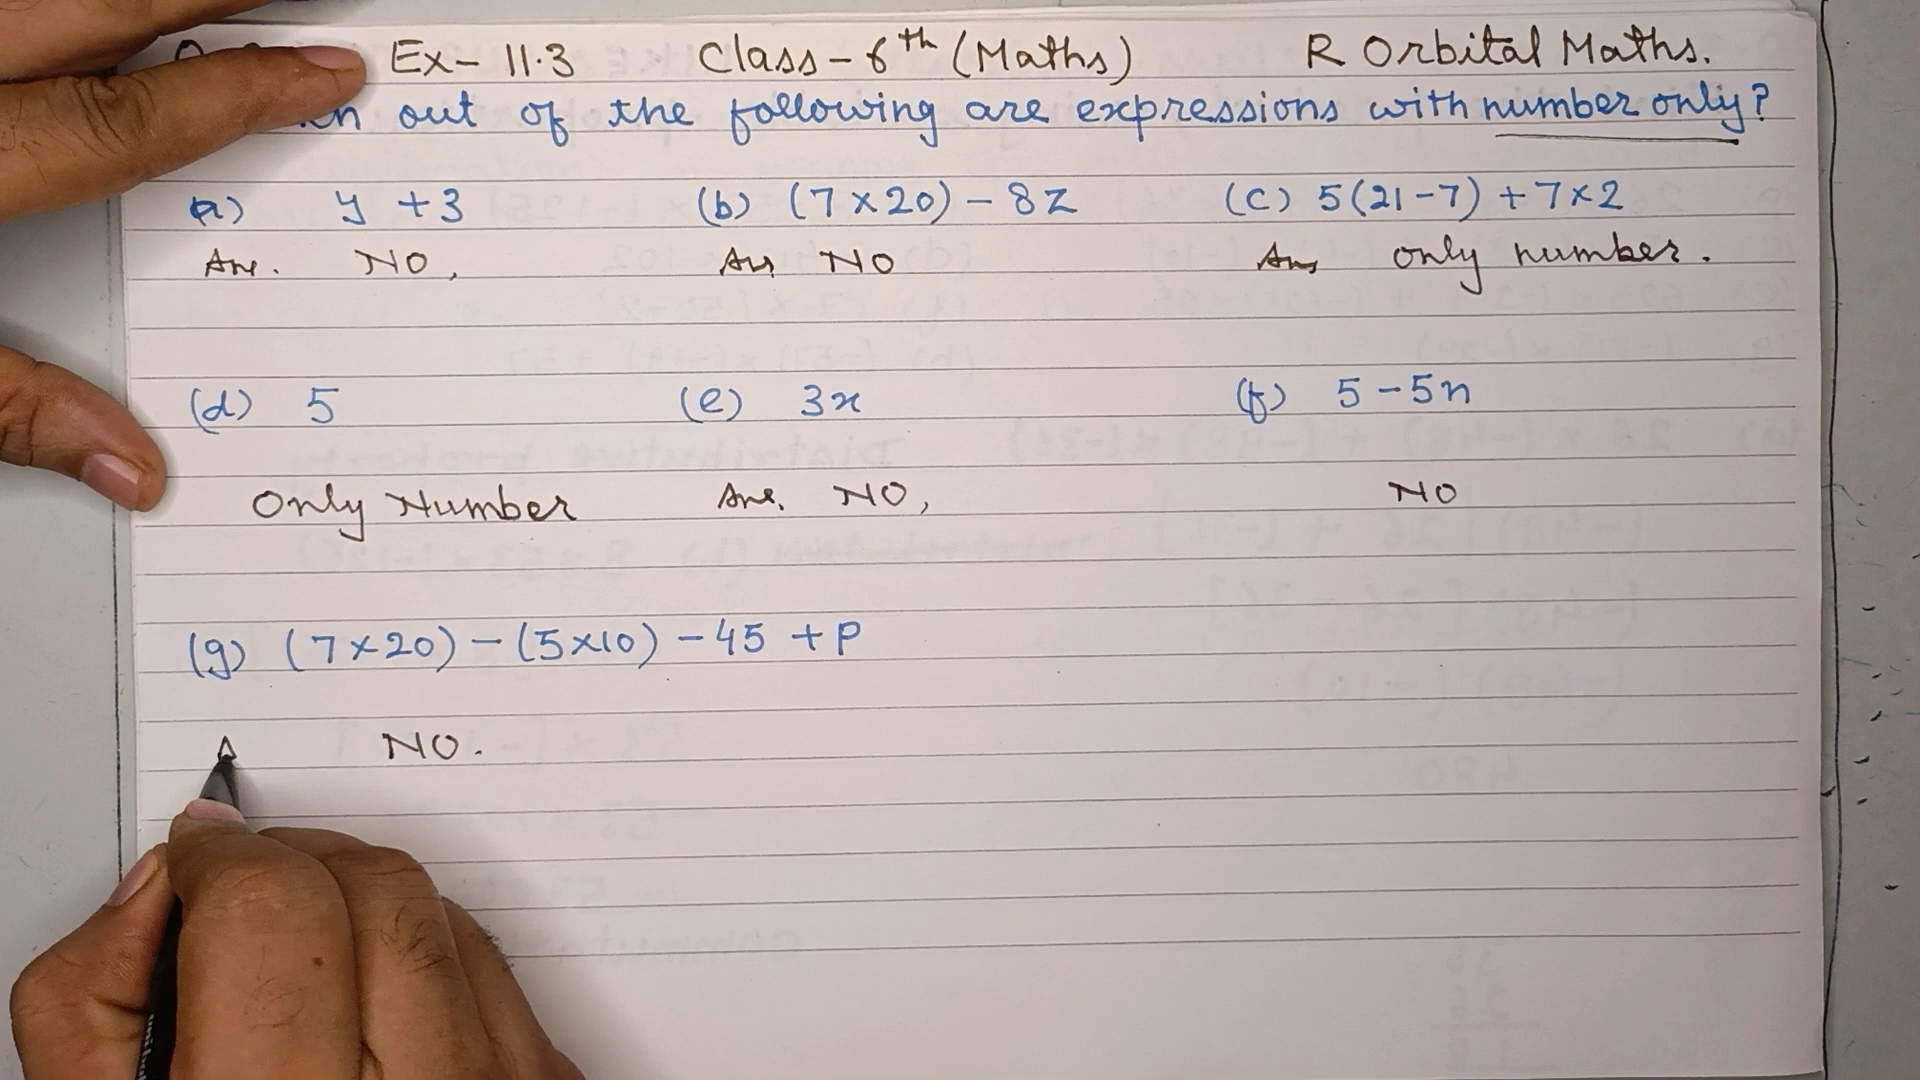 Ex- 11.3 Class - 6th (Maths) R Orbital Maths.
out of the following are expressions with number only?
(a) y + 3 (b) (7 × 20) - 8z (c) 5(21-7) + 7×2
Ans. NO, Ans NO Ans only number.
(d) 5 (e) 3x (f) 5 - 5n
Only Number Ans. NO, NO
(g) (7×20) - (5×10) - 45 + P
A NO.